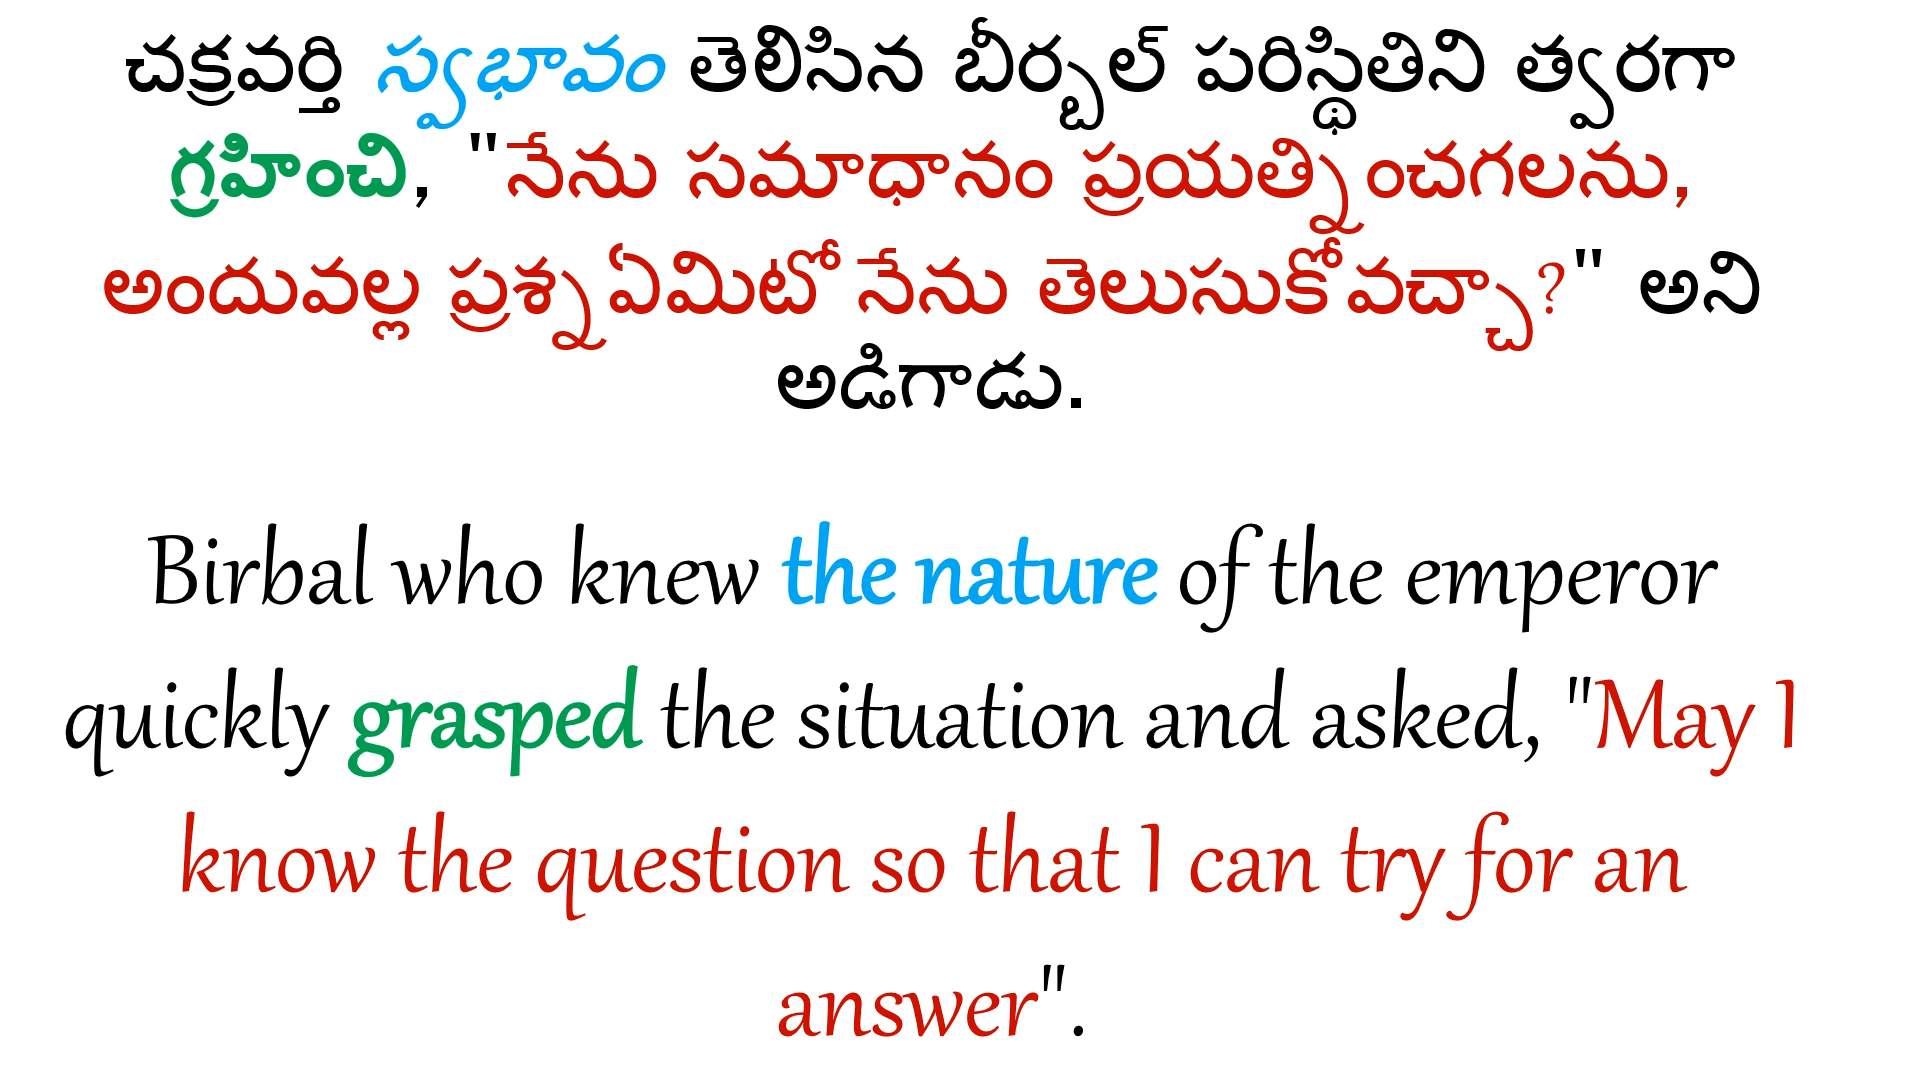 చక్రవర్తి స్వభావం తెలిసిన బీర్బల్ పరిస్థితిని త్వరగా
గ్రహించి, "నేను సమాధానం ప్రయత్నించగలను,
అందువల్ల ప్రశ్నఏమిటో నేను తెలుసుకోవచ్చా?" అని
అడిగాడు.
Birbal who knew the nature of the emperor
quickly grasped the situation and asked, "May I
know the question so that I can try for an
answer".